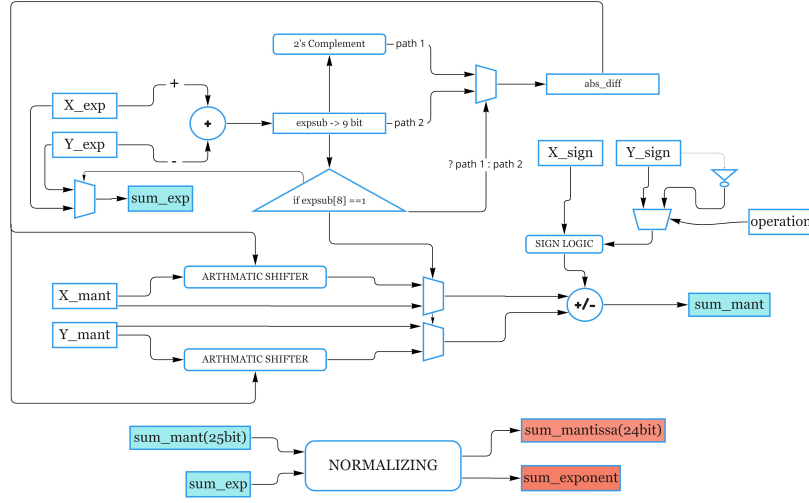 2's Complement
path 1
abs_diff
+
X_exp
+
expsub -> 9 bit
path 2
Y_exp
-
X_sign
Y_sign
? path 1 : path 2
sum_exp
if expsub[8] ==1
operation
SIGN LOGIC
ARTHMATIC SHIFTER
X_mant
+/-
sum_mant
Y_mant
ARTHMATIC SHIFTER
sum_mant(25bit)
sum_mantissa(24bit)
NORMALIZING
sum_exp
sum_exponent